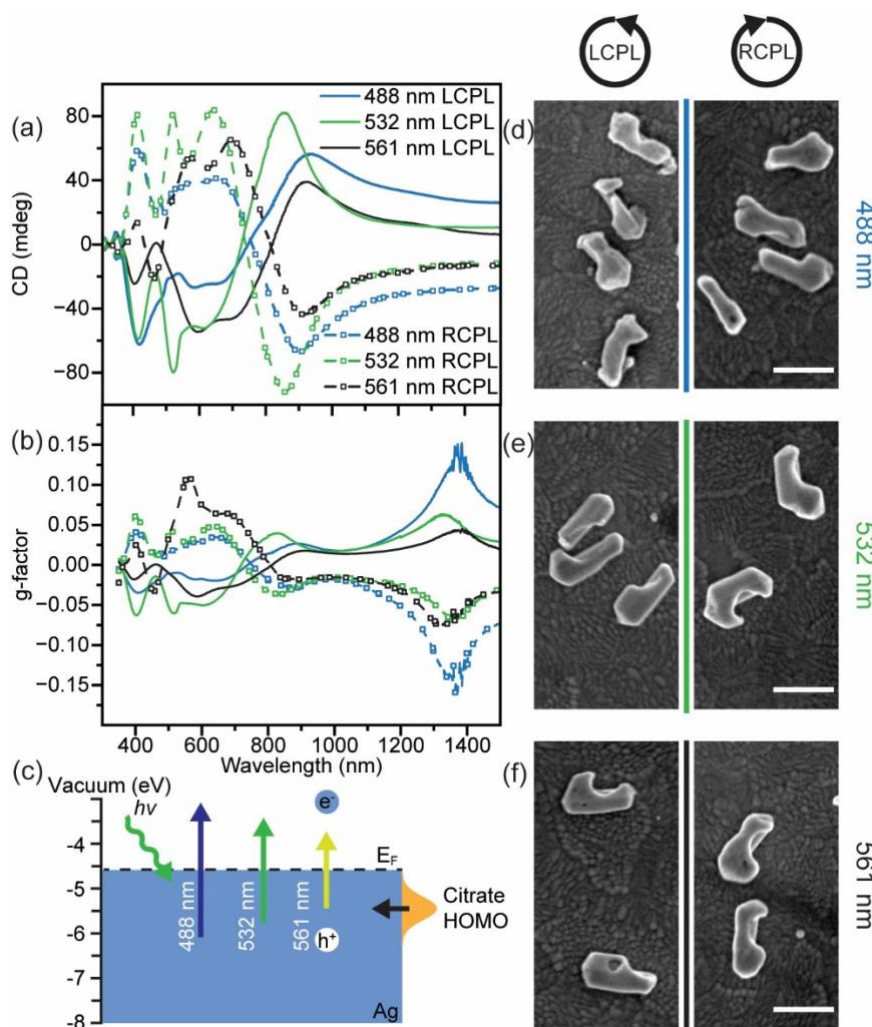 LCPL
RCPL
(a)
80
40
0
−40
−80
CD (mdeg)
488 nm LCPL
532 nm LCPL
561 nm LCPL
488 nm RCPL
532 nm RCPL
561 nm RCPL
(b)
0.15
0.10
0.05
0.00
−0.05
−0.10
−0.15
g-factor
400 600 800 1000 1200 1400
Wavelength (nm)
(c)
Vacuum (eV)
hν
-4
-5
-6
-7
-8
488 nm
532 nm
561 nm
e-
h+
EF
Citrate
HOMO
Ag
(d)
488 nm
(e)
532 nm
(f)
561 nm